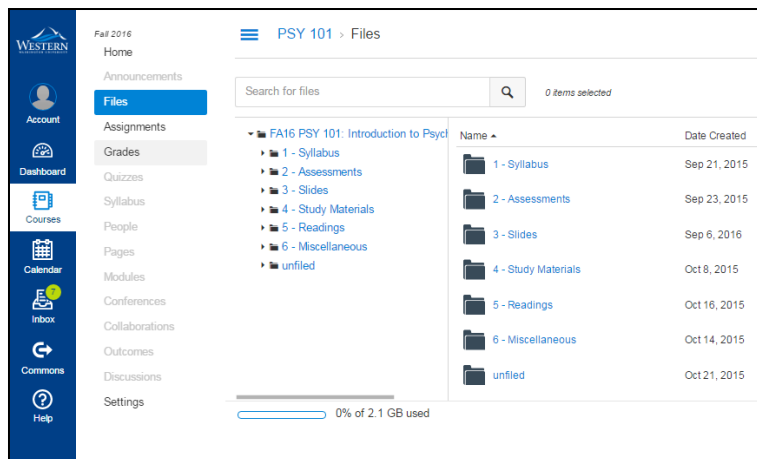 WESTERN
Account
Dashboard
Courses
Calendar
7
Inbox
Commons
Help
Fall 2016
Home
Announcements
Files
Assignments
Grades
Quizzes
Syllabus
People
Pages
Modules
Conferences
Collaborations
Outcomes
Discussions
Settings
PSY 101 › Files
Search for files
0 items selected
FA16 PSY 101: Introduction to Psych
1 - Syllabus
2 - Assessments
3 - Slides
4 - Study Materials
5 - Readings
6 - Miscellaneous
unfiled
Name Date Created
1 - Syllabus Sep 21, 2015
2 - Assessments Sep 23, 2015
3 - Slides Sep 6, 2016
4 - Study Materials Oct 8, 2015
5 - Readings Oct 16, 2015
6 - Miscellaneous Oct 14, 2015
unfiled Oct 21, 2015
0% of 2.1 GB used